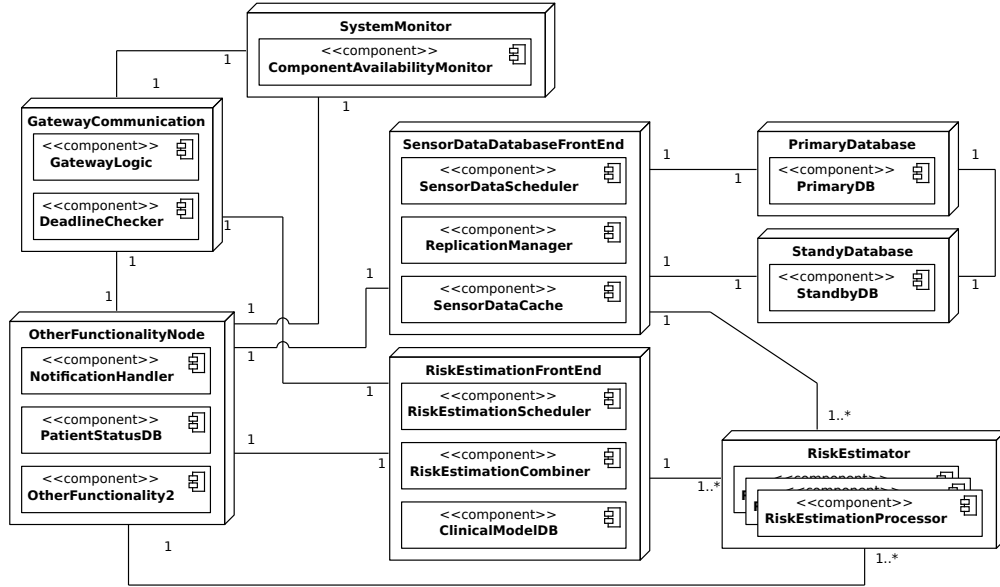 SystemMonitor
<<component>>
ComponentAvailabilityMonitor
1
1
1
GatewayCommunication
<<component>>
GatewayLogic
<<component>>
DeadlineChecker
1
1
1
SensorDataDatabaseFrontEnd
<<component>>
SensorDataScheduler
<<component>>
ReplicationManager
<<component>>
SensorDataCache
1
1
1
1
1
PrimaryDatabase
<<component>>
PrimaryDB
1
StandyDatabase
<<component>>
StandbyDB
1
1
1
1
OtherFunctionalityNode
<<component>>
NotificationHandler
<<component>>
PatientStatusDB
<<component>>
OtherFunctionality2
1
1
1
RiskEstimationFrontEnd
<<component>>
RiskEstimationScheduler
<<component>>
RiskEstimationCombiner
<<component>>
ClinicalModelDB
1
1
1
1..*
1..*
RiskEstimator
<<component>>
RiskEstimationProcessor
1..*